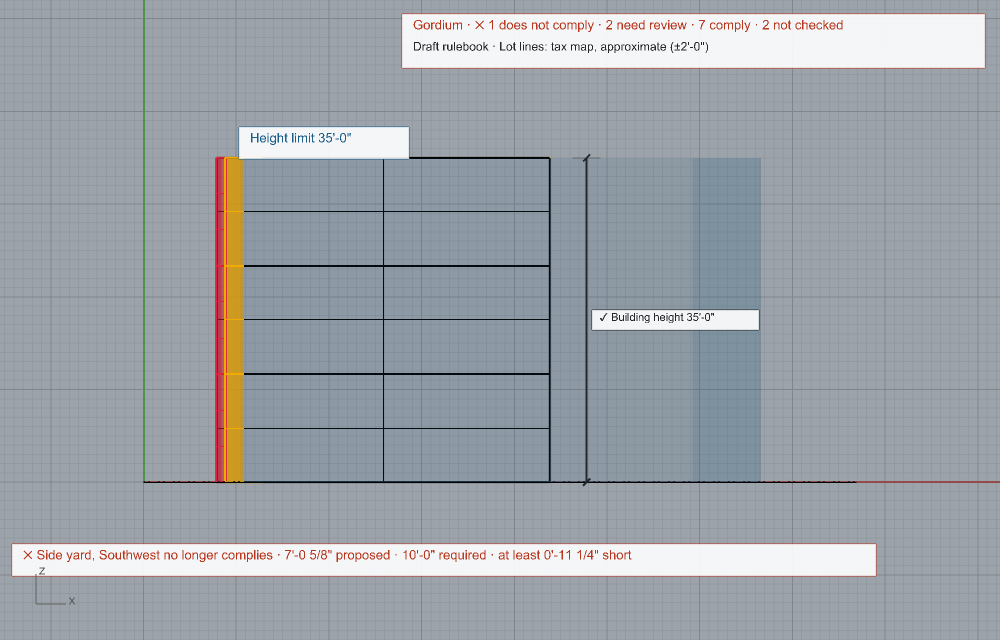 Gordium · ✕ 1 does not comply · 2 need review · 7 comply · 2 not checked
Draft rulebook · Lot lines: tax map, approximate (±2'-0")
Height limit 35'-0"
✓ Building height 35'-0"
✕ Side yard, Southwest no longer complies · 7'-0 5/8" proposed · 10'-0" required · at least 0'-11 1/4" short
z
x